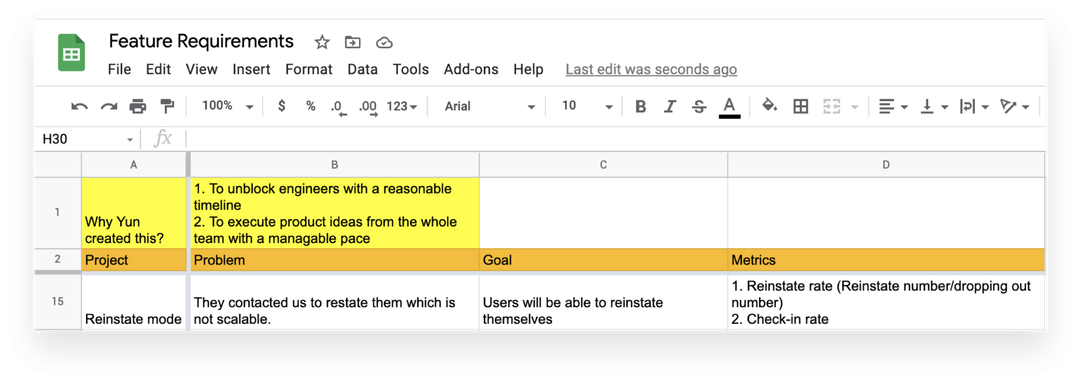 Feature Requirements
File Edit View Insert Format Data Tools Add-ons Help Last edit was seconds ago
100% $ % .0 .00 123 Arial 10 B I S A
H30 fx
A B C D
1
Why Yun
created this?
1. To unblock engineers with a reasonable
timeline
2. To execute product ideas from the whole
team with a managable pace
2 Project Problem Goal Metrics
15
Reinstate mode
They contacted us to restate them which is
not scalable.
Users will be able to reinstate
themselves
1. Reinstate rate (Reinstate number/dropping out
number)
2. Check-in rate